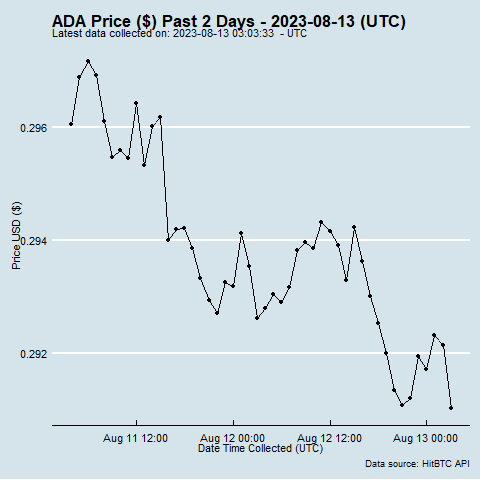 ADA Price ($) Past 2 Days - 2023-08-13 (UTC)
Latest data collected on: 2023-08-13 03:03:33  - UTC
0.296
0.294
0.292
Price USD ($)
Aug 11 12:00
Aug 12 00:00
Aug 12 12:00
Aug 13 00:00
Date Time Collected (UTC)
Data source: HitBTC API